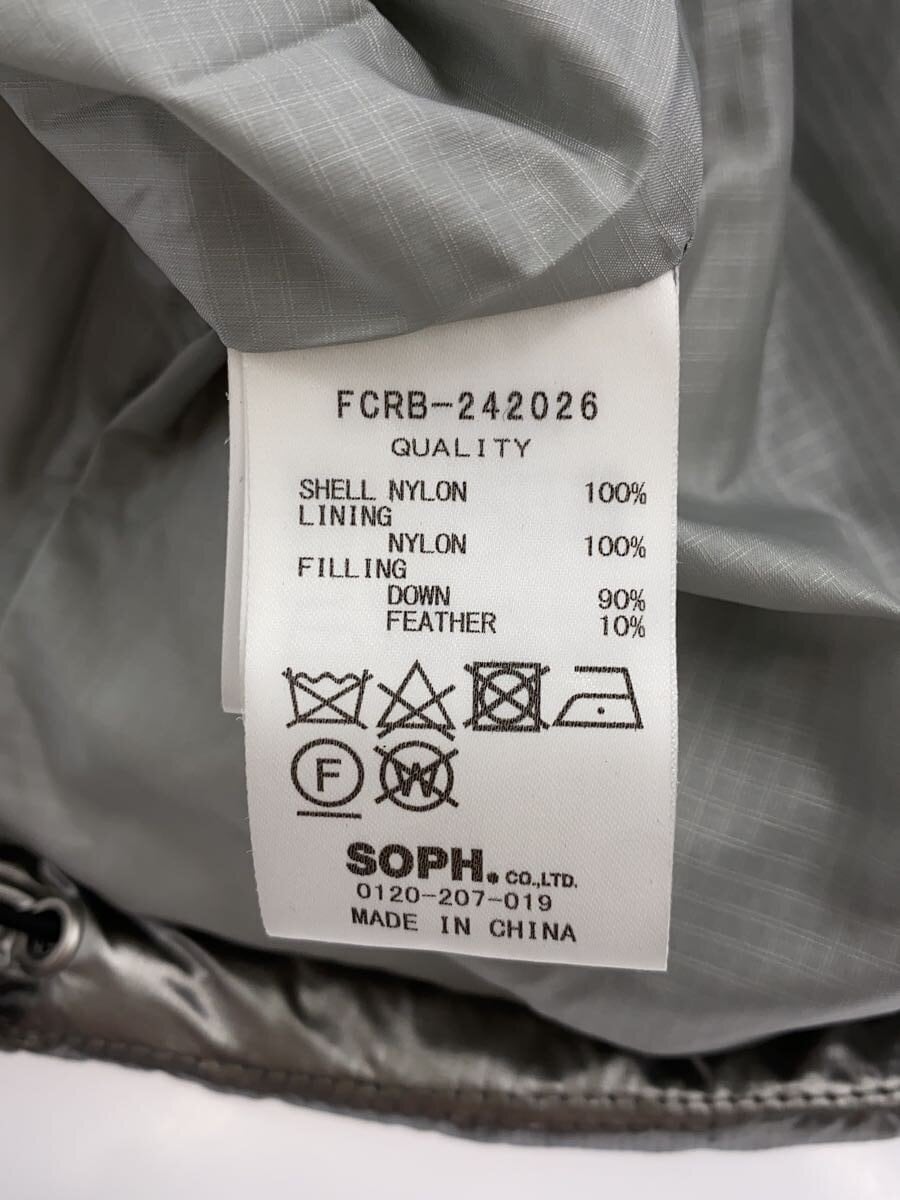 FCRB-242026
QUALITY
SHELL NYLON 100%
LINING
NYLON 100%
FILLING
DOWN 90%
FEATHER 10%
F W
SOPH. CO.,LTD.
0120-207-019
MADE IN CHINA